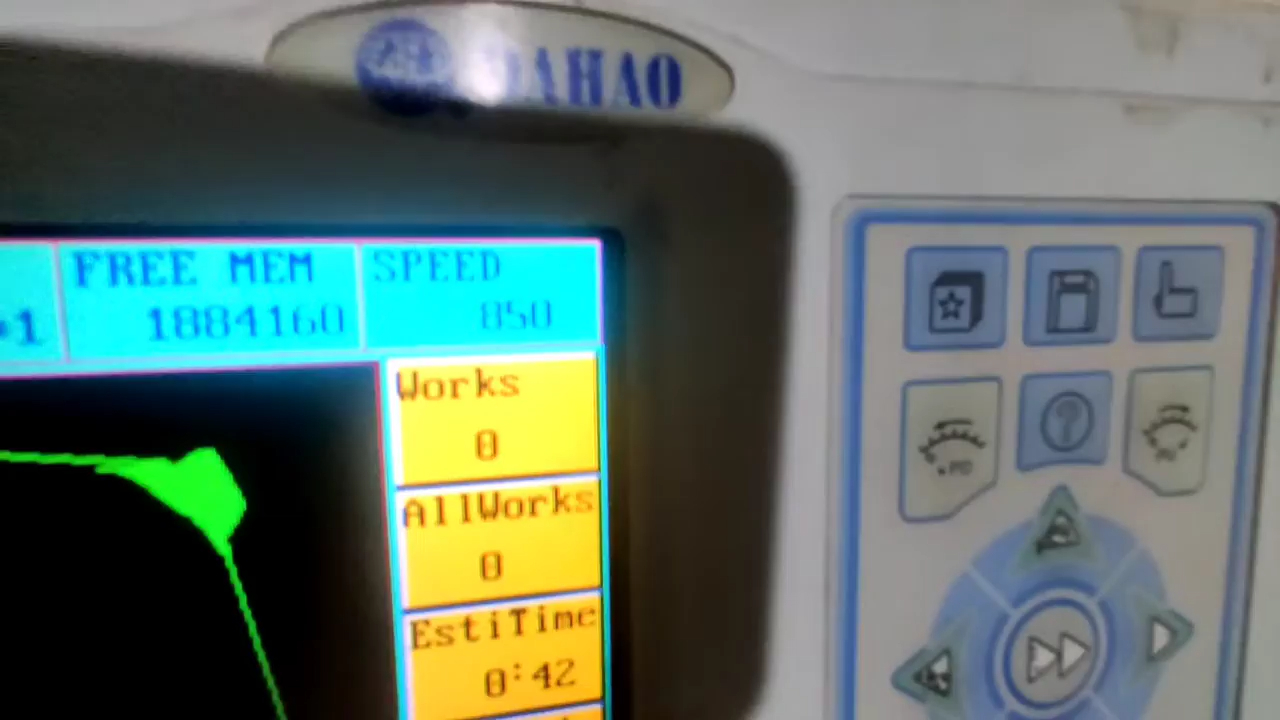 DAHAO
FREE MEM
SPEED
1884160
850
Works
0
AllWorks
0
EstiTime
0:42